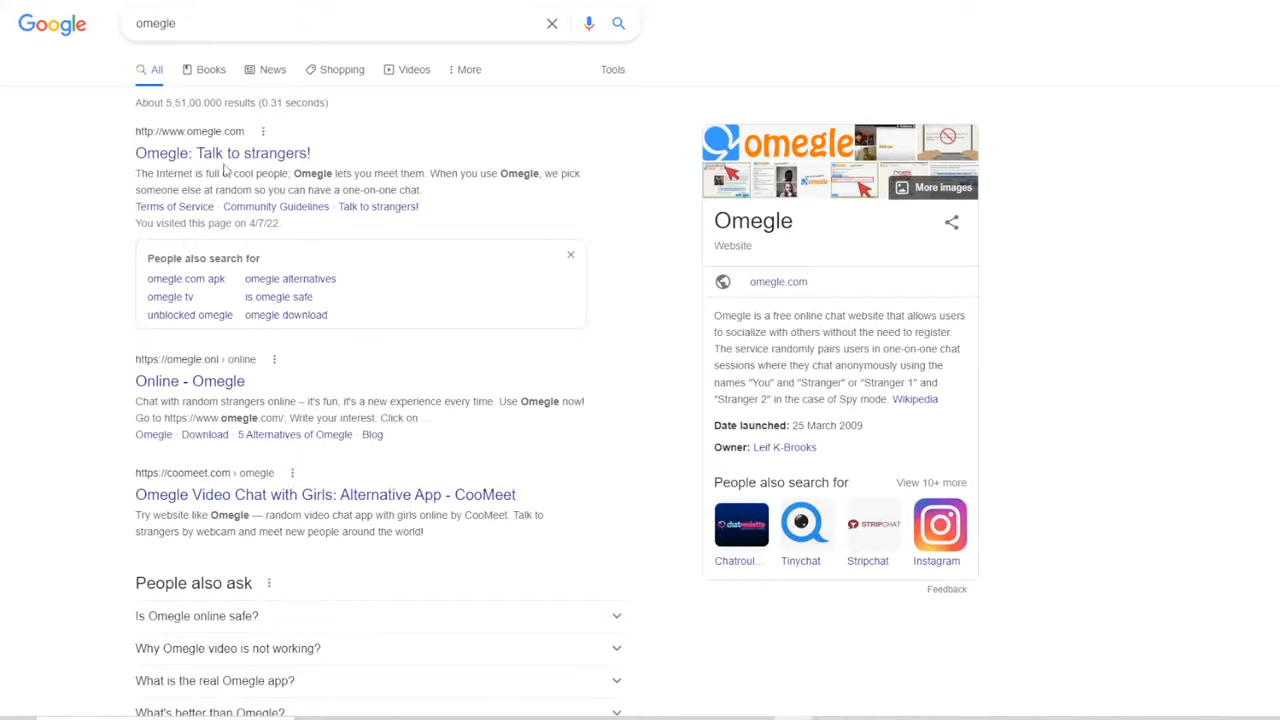 Google
omegle
All Books News Shopping Videos More Tools
About 5,51,00,000 results (0.31 seconds)
http://www.omegle.com
Omegle: Talk to strangers!
The Internet is full of cool people; Omegle lets you meet them. When you use Omegle, we pick
someone else at random so you can have a one-on-one chat.
Terms of Service · Community Guidelines · Talk to strangers!
You visited this page on 4/7/22.
People also search for
omegle com apk omegle alternatives
omegle tv is omegle safe
unblocked omegle omegle download
https://omegle.onl › online
Online - Omegle
Chat with random strangers online – it's fun, it's a new experience every time. Use Omegle now!
Go to https://www.omegle.com/; Write your interest. Click on ...
Omegle · Download · 5 Alternatives of Omegle · Blog
https://coomeet.com › omegle
Omegle Video Chat with Girls: Alternative App - CooMeet
Try website like Omegle — random video chat app with girls online by CooMeet. Talk to
strangers by webcam and meet new people around the world!
People also ask
Is Omegle online safe?
Why Omegle video is not working?
What is the real Omegle app?
What's better than Omegle?
omegle
More images
Omegle
Website
omegle.com
Omegle is a free online chat website that allows users
to socialize with others without the need to register.
The service randomly pairs users in one-on-one chat
sessions where they chat anonymously using the
names "You" and "Stranger" or "Stranger 1" and
"Stranger 2" in the case of Spy mode. Wikipedia
Date launched: 25 March 2009
Owner: Leif K-Brooks
People also search for View 10+ more
chatroulette
STRIPCHAT
Chatroul... Tinychat Stripchat Instagram
Feedback